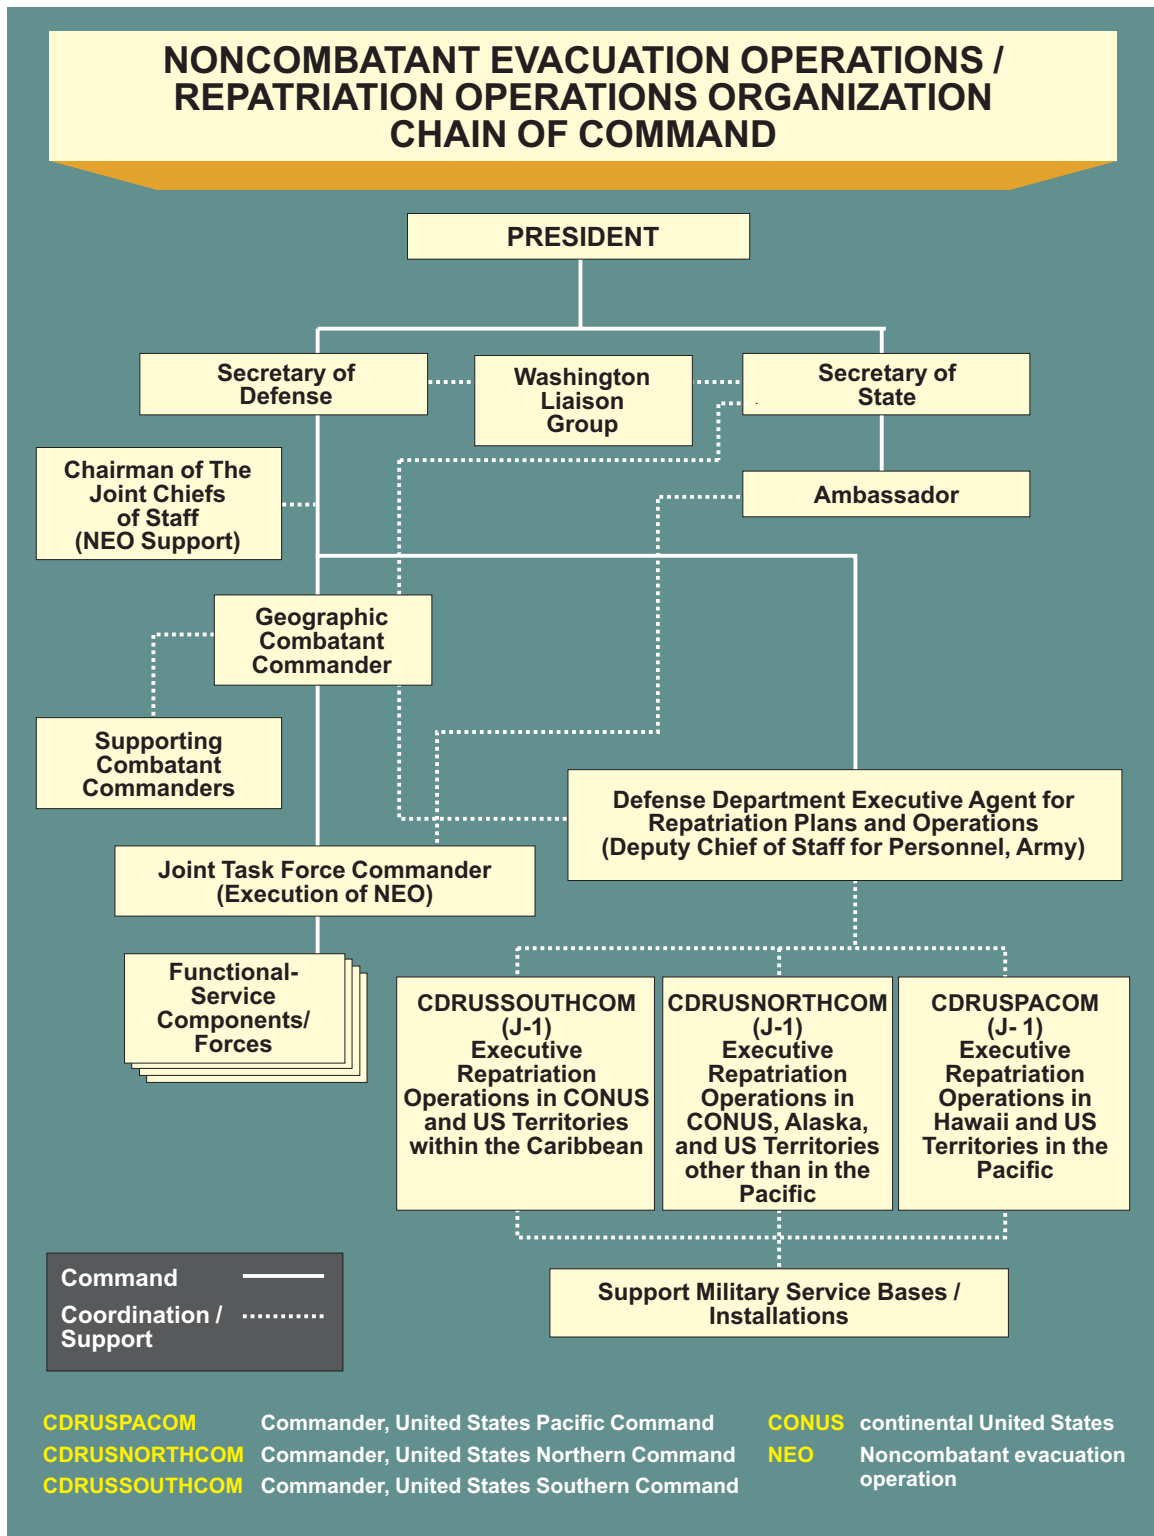 NONCOMBATANT EVACUATION OPERATIONS /
REPATRIATION OPERATIONS ORGANIZATION
CHAIN OF COMMAND
PRESIDENT
Secretary of
Defense
Washington
Liaison
Group
Secretary of
State
Chairman of The
Joint Chiefs
of Staff
(NEO Support)
Ambassador
Geographic
Combatant
Commander
Supporting
Combatant
Commanders
Defense Department Executive Agent for
Repatriation Plans and Operations
(Deputy Chief of Staff for Personnel, Army)
Joint Task Force Commander
(Execution of NEO)
Functional-
Service
Components/
Forces
CDRUSSOUTHCOM
(J-1)
Executive
Repatriation
Operations in CONUS
and US Territories
within the Caribbean
CDRUSNORTHCOM
(J-1)
Executive
Repatriation
Operations in
CONUS, Alaska,
and US Territories
other than in the
Pacific
CDRUSPACOM
(J- 1)
Executive
Repatriation
Operations in
Hawaii and US
Territories in the
Pacific
Support Military Service Bases /
Installations
Command
Coordination /
Support
CDRUSPACOM Commander, United States Pacific Command
CDRUSNORTHCOM Commander, United States Northern Command
CDRUSSOUTHCOM Commander, United States Southern Command
CONUS continental United States
NEO Noncombatant evacuation
operation